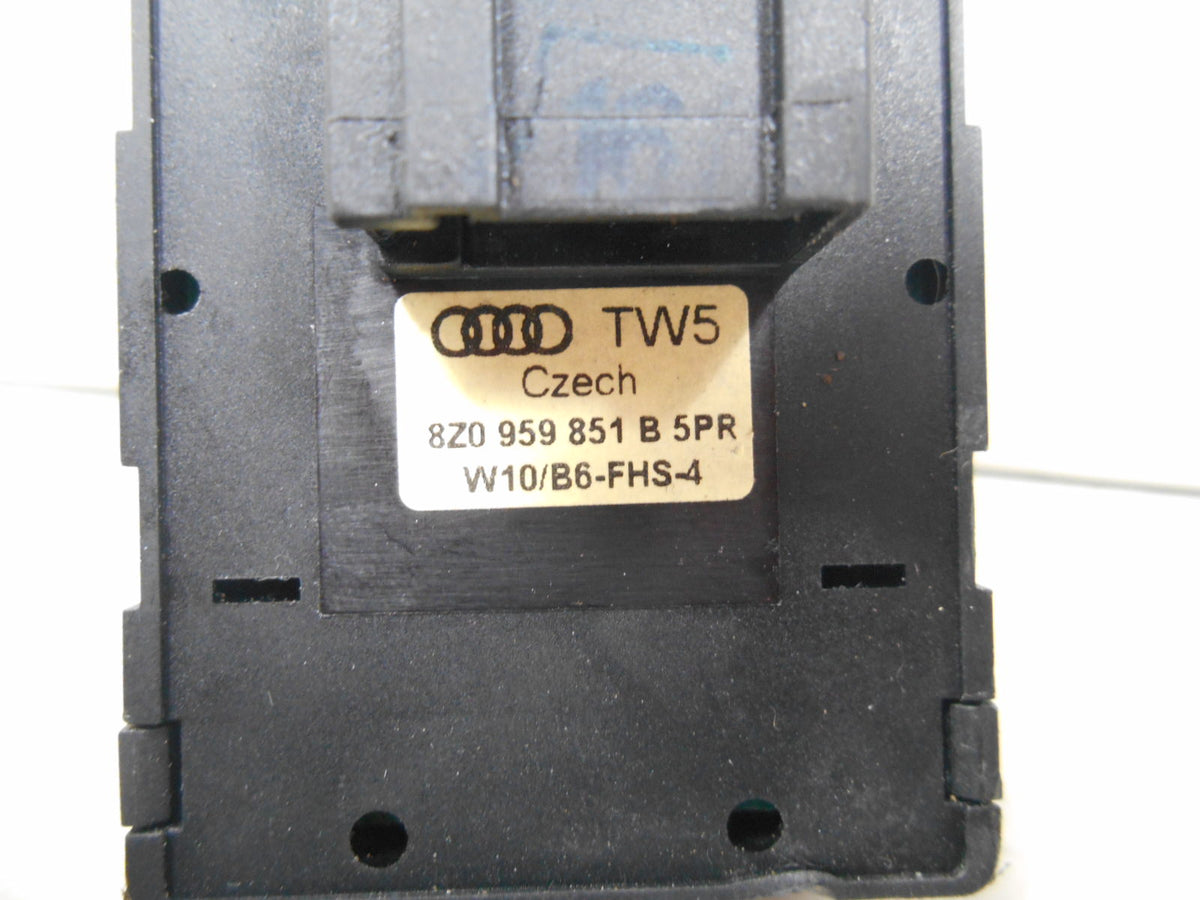 TW5
Czech
8Z0 959 851 B 5PR
W10/B6-FHS-4